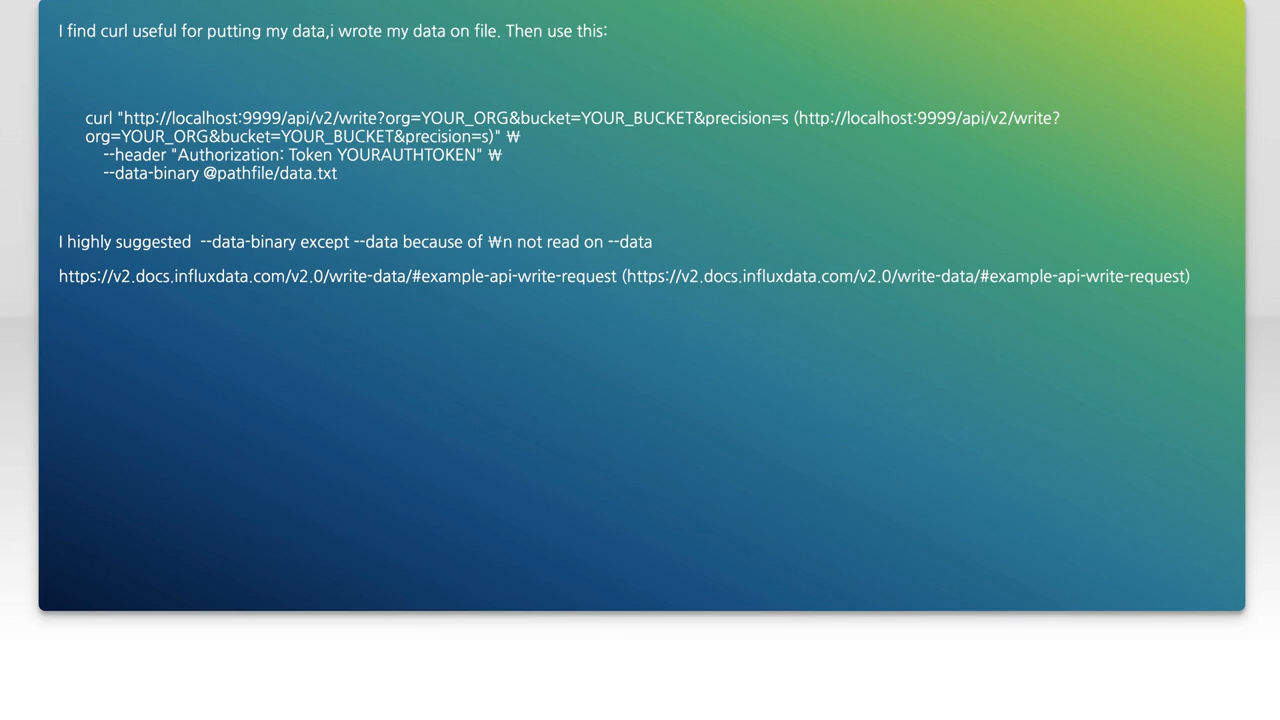 I find curl useful for putting my data,i wrote my data on file. Then use this:
curl "http://localhost:9999/api/v2/write?org=YOUR_ORG&bucket=YOUR_BUCKET&precision=s (http://localhost:9999/api/v2/write?
org=YOUR_ORG&bucket=YOUR_BUCKET&precision=s)" ₩
--header "Authorization: Token YOURAUTHTOKEN" ₩
--data-binary @pathfile/data.txt
I highly suggested  --data-binary except --data because of ₩n not read on --data
https://v2.docs.influxdata.com/v2.0/write-data/#example-api-write-request (https://v2.docs.influxdata.com/v2.0/write-data/#example-api-write-request)